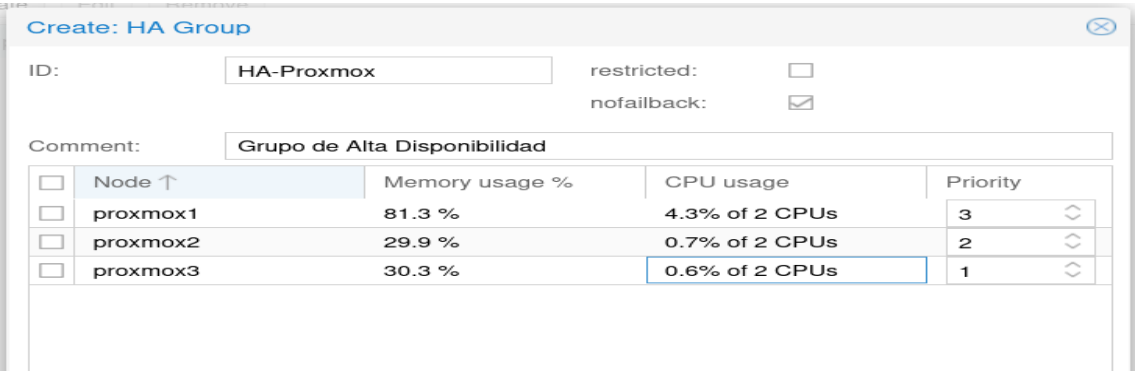 Edit Remove
Create: HA Group
ID: HA-Proxmox restricted:
nofailback:
Comment: Grupo de Alta Disponibilidad
Node Memory usage % CPU usage Priority
proxmox1 81.3 % 4.3% of 2 CPUs 3
proxmox2 29.9 % 0.7% of 2 CPUs 2
proxmox3 30.3 % 0.6% of 2 CPUs 1